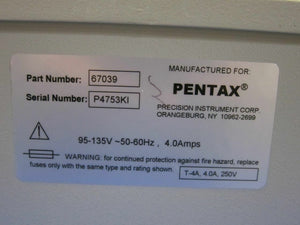 MANUFACTURED FOR:
Part Number: 67039
PENTAX®
Serial Number: P4753KI
PRECISION INSTRUMENT CORP.
ORANGEBURG, NY 10962-2699
95-135V ~50-60Hz , 4.0Amps
WARNING: for continued protection against fire hazard, replace
fuses only with the same type and rating shown.
T-4A, 4.0A, 250V